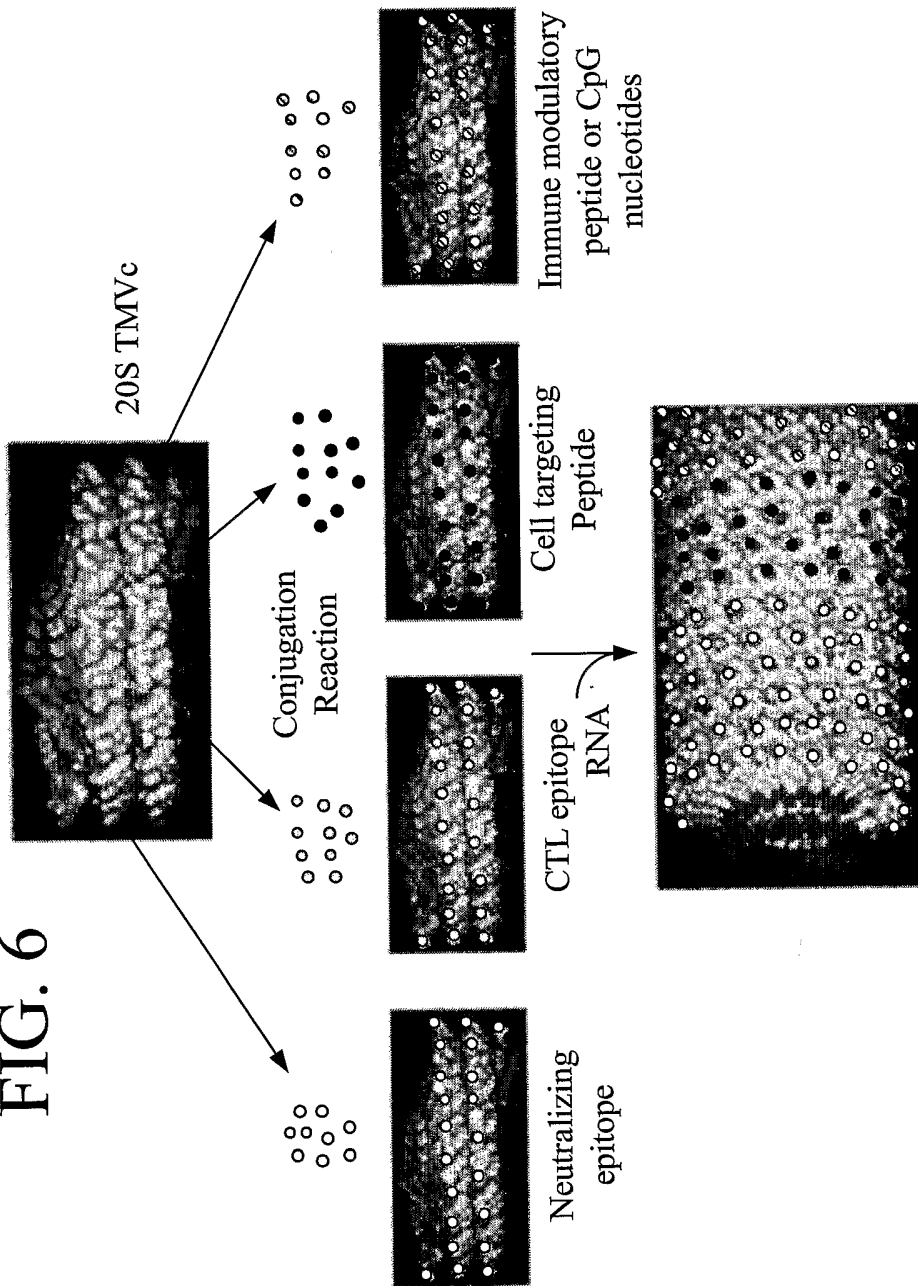 FIG. 6
20S TMVc
Conjugation
Reaction
Neutralizing
epitope
CTL epitope
Cell targeting
Peptide
Immune modulatory
peptide or CpG
nucleotides
RNA